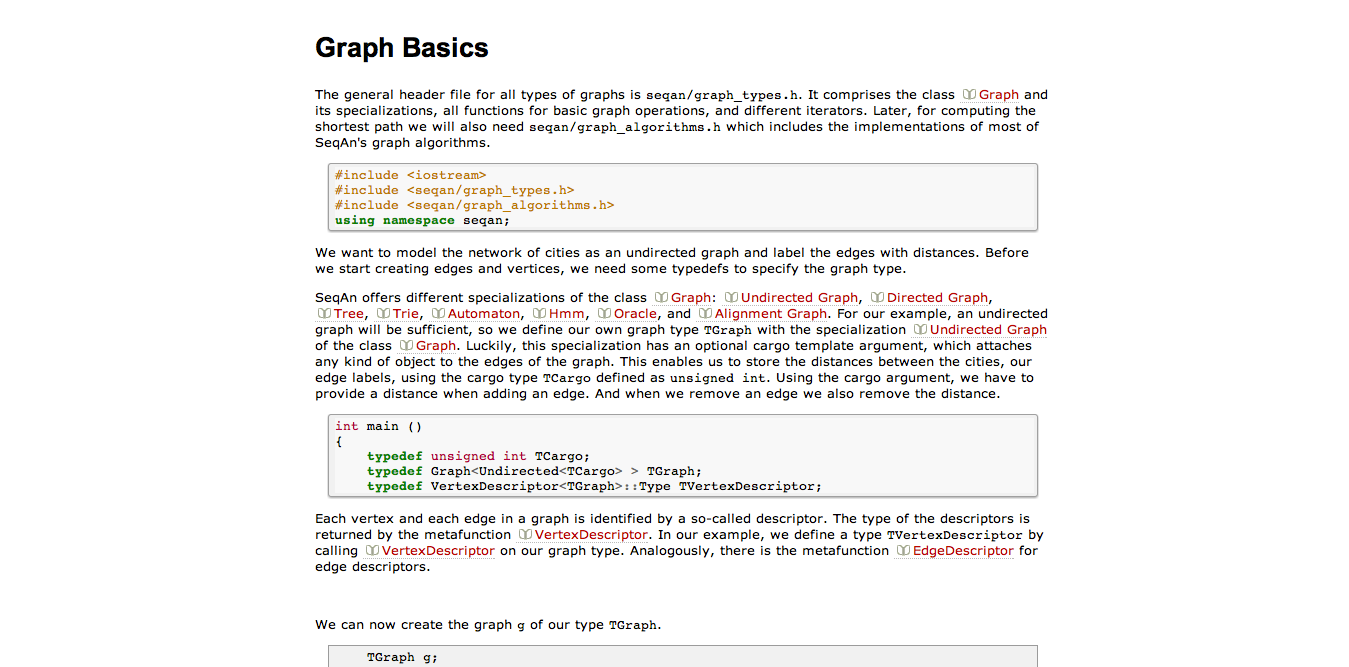 Graph Basics
The general header file for all types of graphs is seqan/graph_types.h. It comprises the class Graph and
its specializations, all functions for basic graph operations, and different iterators. Later, for computing the
shortest path we will also need seqan/graph_algorithms.h which includes the implementations of most of
SeqAn's graph algorithms.
#include <iostream>
#include <seqan/graph_types.h>
#include <seqan/graph_algorithms.h>
using namespace seqan;
We want to model the network of cities as an undirected graph and label the edges with distances. Before
we start creating edges and vertices, we need some typedefs to specify the graph type.
SeqAn offers different specializations of the class Graph: Undirected Graph, Directed Graph,
Tree, Trie, Automaton, Hmm, Oracle, and Alignment Graph. For our example, an undirected
graph will be sufficient, so we define our own graph type TGraph with the specialization Undirected Graph
of the class Graph. Luckily, this specialization has an optional cargo template argument, which attaches
any kind of object to the edges of the graph. This enables us to store the distances between the cities, our
edge labels, using the cargo type TCargo defined as unsigned int. Using the cargo argument, we have to
provide a distance when adding an edge. And when we remove an edge we also remove the distance.
int main ()
{
    typedef unsigned int TCargo;
    typedef Graph<Undirected<TCargo> > TGraph;
    typedef VertexDescriptor<TGraph>::Type TVertexDescriptor;
Each vertex and each edge in a graph is identified by a so-called descriptor. The type of the descriptors is
returned by the metafunction VertexDescriptor. In our example, we define a type TVertexDescriptor by
calling VertexDescriptor on our graph type. Analogously, there is the metafunction EdgeDescriptor for
edge descriptors.
We can now create the graph g of our type TGraph.
    TGraph g;